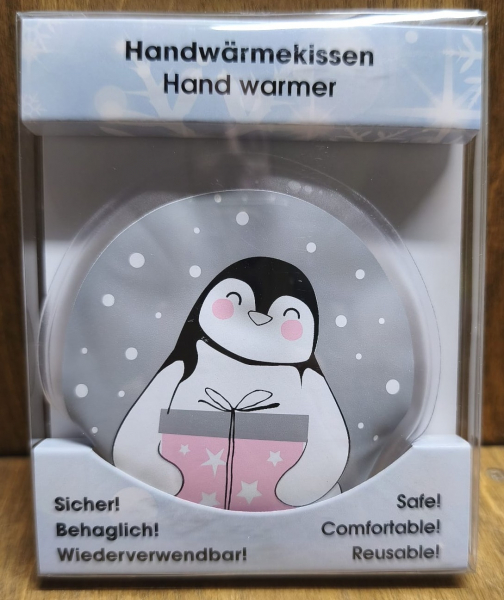 Handwärmekissen
Hand warmer
Sicher!
Behaglich!
Wiederverwendbar!
Safe!
Comfortable!
Reusable!